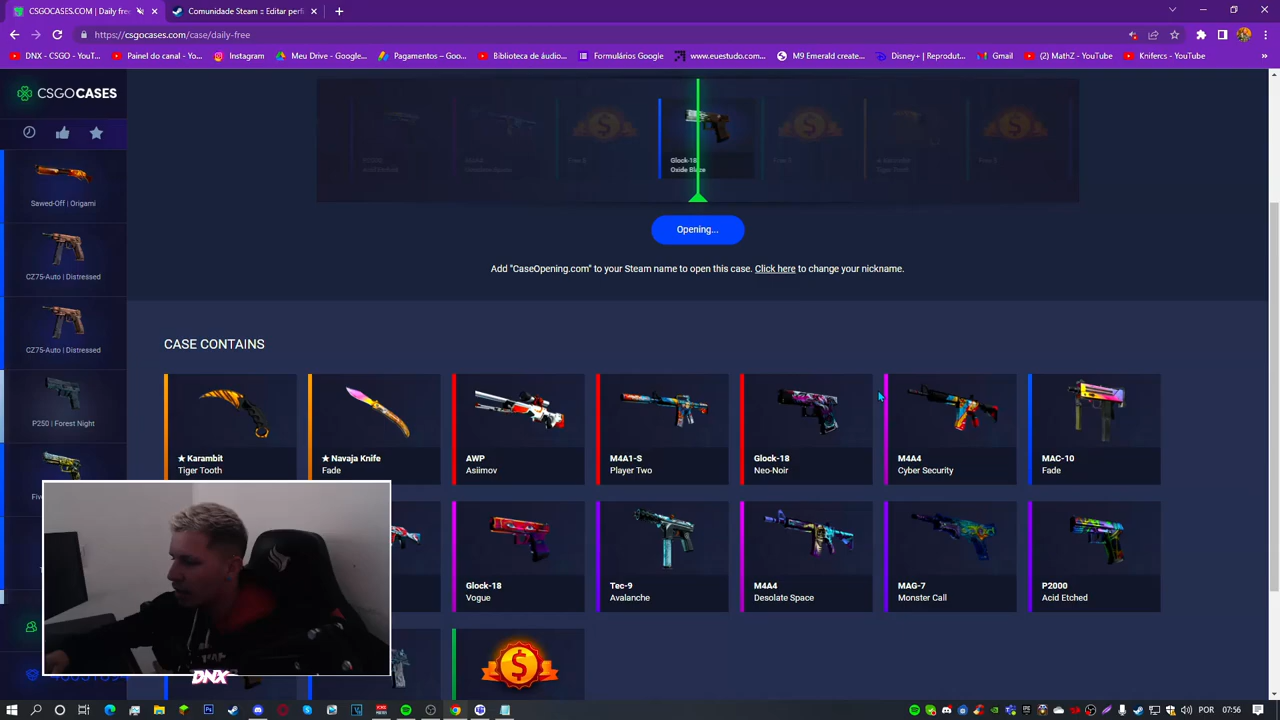 CSGOCASES.COM | Daily fre
Comunidade Steam :: Editar perf
https://csgocases.com/case/daily-free
DNX - CSGO - YouT...
Painel do canal - Yo...
Instagram
Meu Drive - Google...
Pagamentos – Goog...
Biblioteca de áudio...
Formulários Google
www.euestudo.com...
M9 Emerald create...
Disney+ | Reprodut...
Gmail
(2) MathZ - YouTube
Knifercs - YouTube
CSGOCASES
Sawed-Off | Origami
CZ75-Auto | Distressed
CZ75-Auto | Distressed
P250 | Forest Night
Glock-18
Oxide Blaze
Opening...
Add "CaseOpening.com" to your Steam name to open this case. Click here to change your nickname.
CASE CONTAINS
★ Karambit
Tiger Tooth
★ Navaja Knife
Fade
AWP
Asiimov
M4A1-S
Player Two
Glock-18
Neo-Noir
M4A4
Cyber Security
MAC-10
Fade
Glock-18
Vogue
Tec-9
Avalanche
M4A4
Desolate Space
MAG-7
Monster Call
P2000
Acid Etched
DNX
POR
07:56